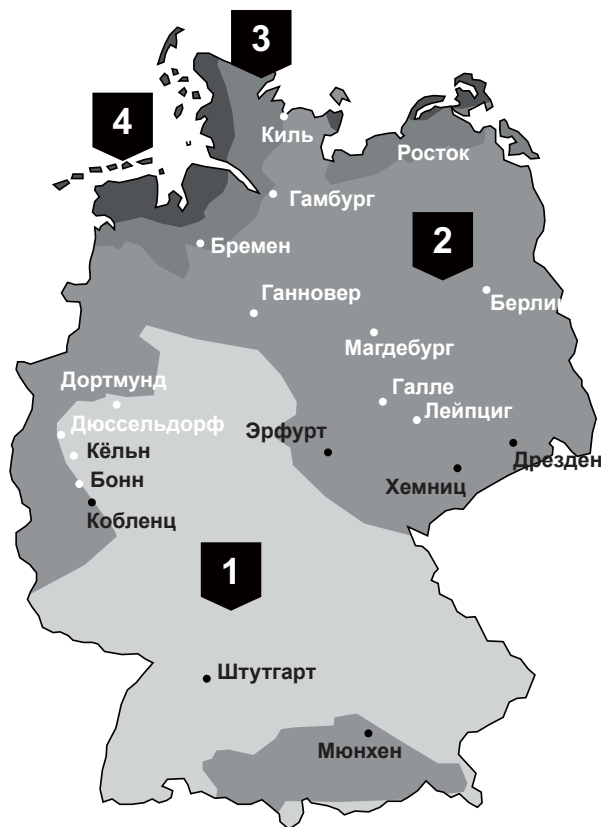 3
4
Киль
Росток
Гамбург
2
Бремен
Ганновер
Берлин
Магдебург
Дортмунд
Галле
Дюссельдорф
Лейпциг
Эрфурт
Кёльн
Дрезден
Бонн
Хемниц
Кобленц
1
Штутгарт
Мюнхен